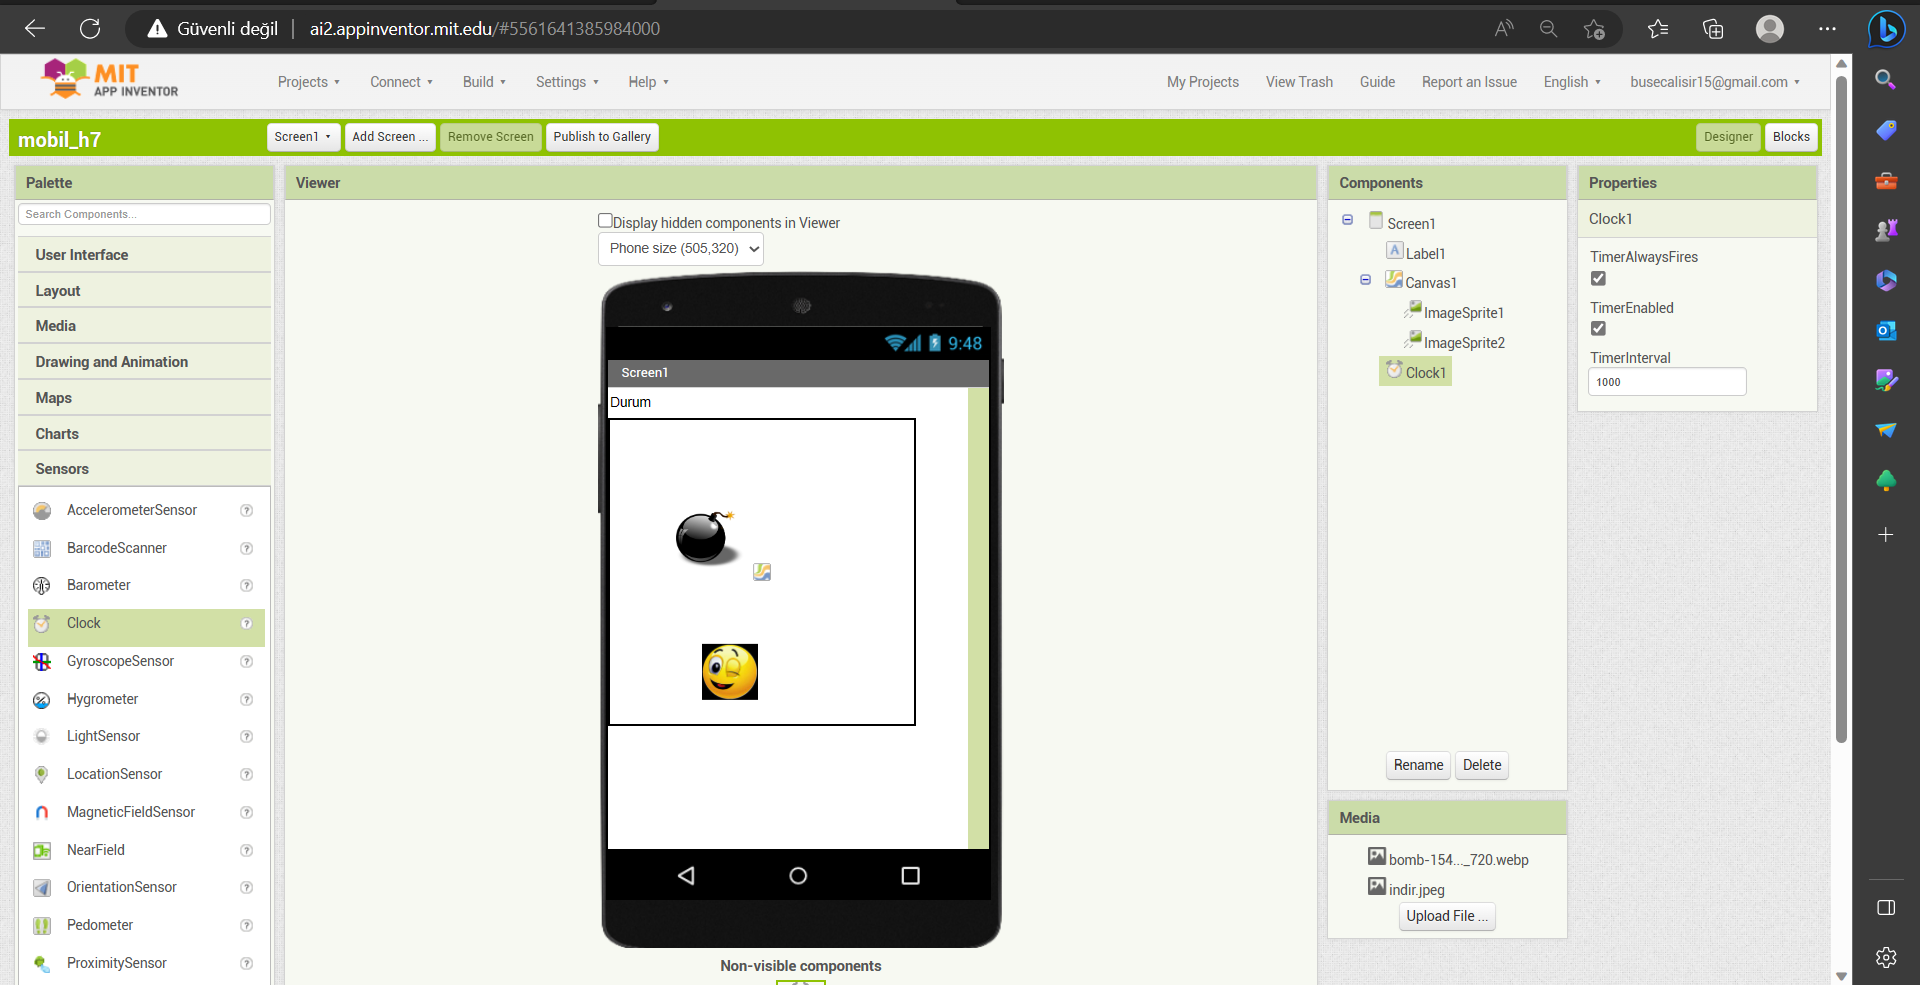 Güvenli değil ai2.appinventor.mit.edu/#5561641385984000
MIT
APP INVENTOR
Projects Connect Build Settings Help My Projects View Trash Guide Report an Issue English busecalisir15@gmail.com
mobil_h7 Screen1 Add Screen ... Remove Screen Publish to Gallery Designer Blocks
Palette
Search Components...
User Interface
Layout
Media
Drawing and Animation
Maps
Charts
Sensors
AccelerometerSensor ?
BarcodeScanner ?
Barometer ?
Clock ?
GyroscopeSensor ?
Hygrometer ?
LightSensor ?
LocationSensor ?
MagneticFieldSensor ?
NearField ?
OrientationSensor ?
Pedometer ?
ProximitySensor ?
Viewer
Display hidden components in Viewer
Phone size (505,320)
9:48
Screen1
Durum
Non-visible components
Components
Screen1
Label1
Canvas1
ImageSprite1
ImageSprite2
Clock1
Rename Delete
Media
bomb-154..._720.webp
indir.jpeg
Upload File ...
Properties
Clock1
TimerAlwaysFires
TimerEnabled
TimerInterval
1000